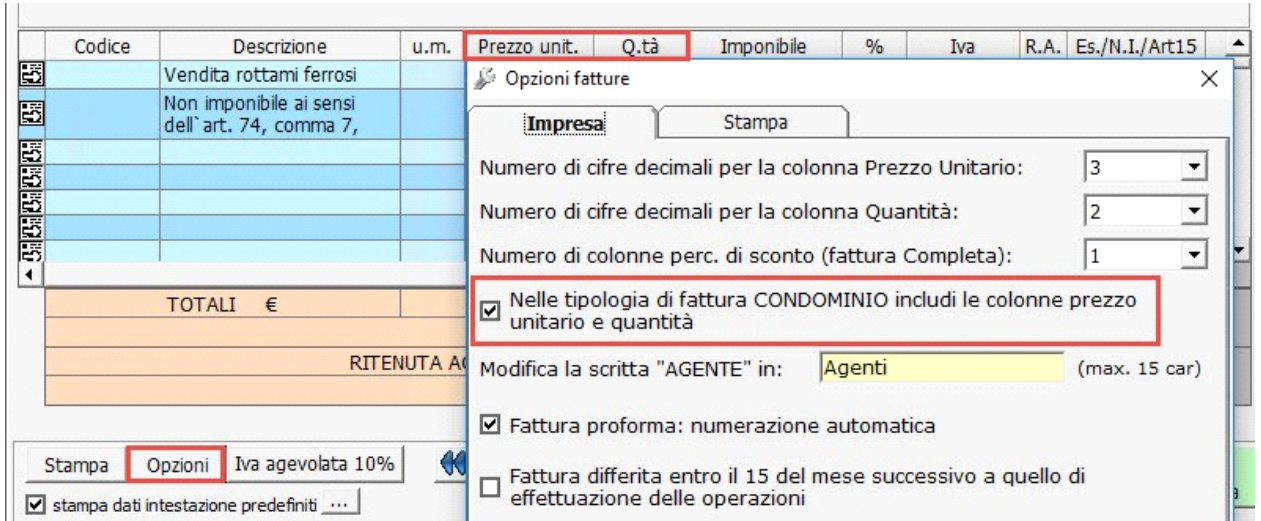 Codice Descrizione u.m. Prezzo unit. Q.tà Imponibile % Iva R.A. Es./N.I./Art15
Vendita rottami ferrosi
Non imponibile ai sensi
dell`art. 74, comma 7,
TOTALI €
RITENUTA
Stampa Opzioni Iva agevolata 10%
stampa dati intestazione predefiniti ...
Opzioni fatture
Impresa Stampa
Numero di cifre decimali per la colonna Prezzo Unitario: 3
Numero di cifre decimali per la colonna Quantità: 2
Numero di colonne perc. di sconto (fattura Completa): 1
Nelle tipologia di fattura CONDOMINIO includi le colonne prezzo
unitario e quantità
Modifica la scritta "AGENTE" in: Agenti (max. 15 car)
Fattura proforma: numerazione automatica
Fattura differita entro il 15 del mese successivo a quello di
effettuazione delle operazioni